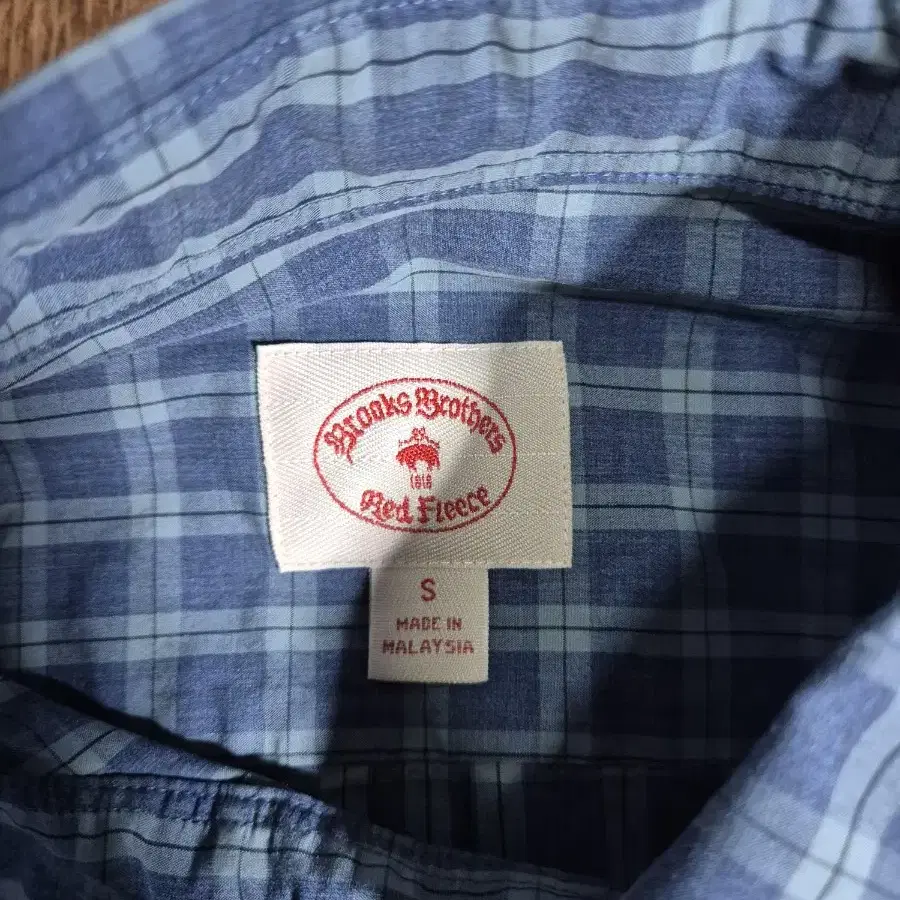 Brooks Brothers
1818
Red Fleece
S
MADE IN
MALAYSIA